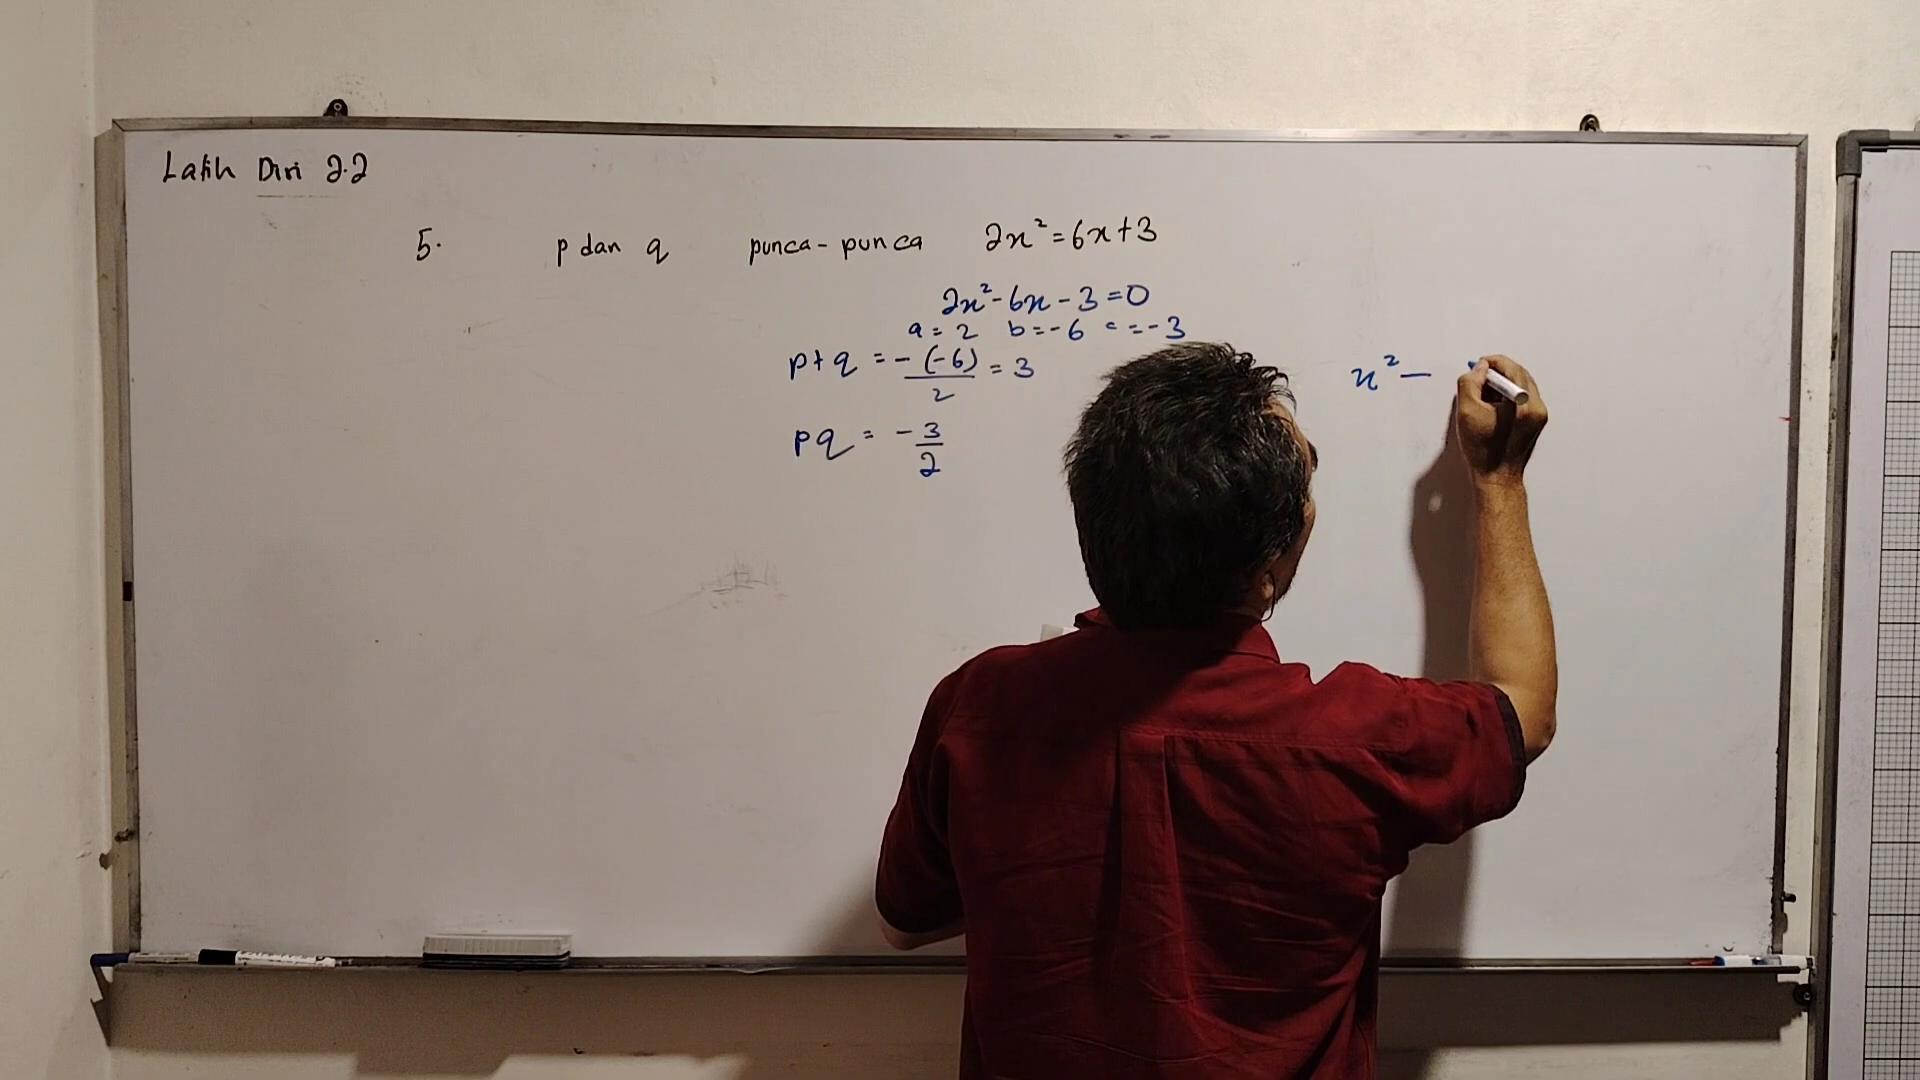 Latih Diri 2.2
5. p dan q punca-punca 2x² = 6x + 3
2x² - 6x - 3 = 0
a = 2 b = -6 c = -3
p + q = -(-6)/2 = 3
x² -
pq = -3/2